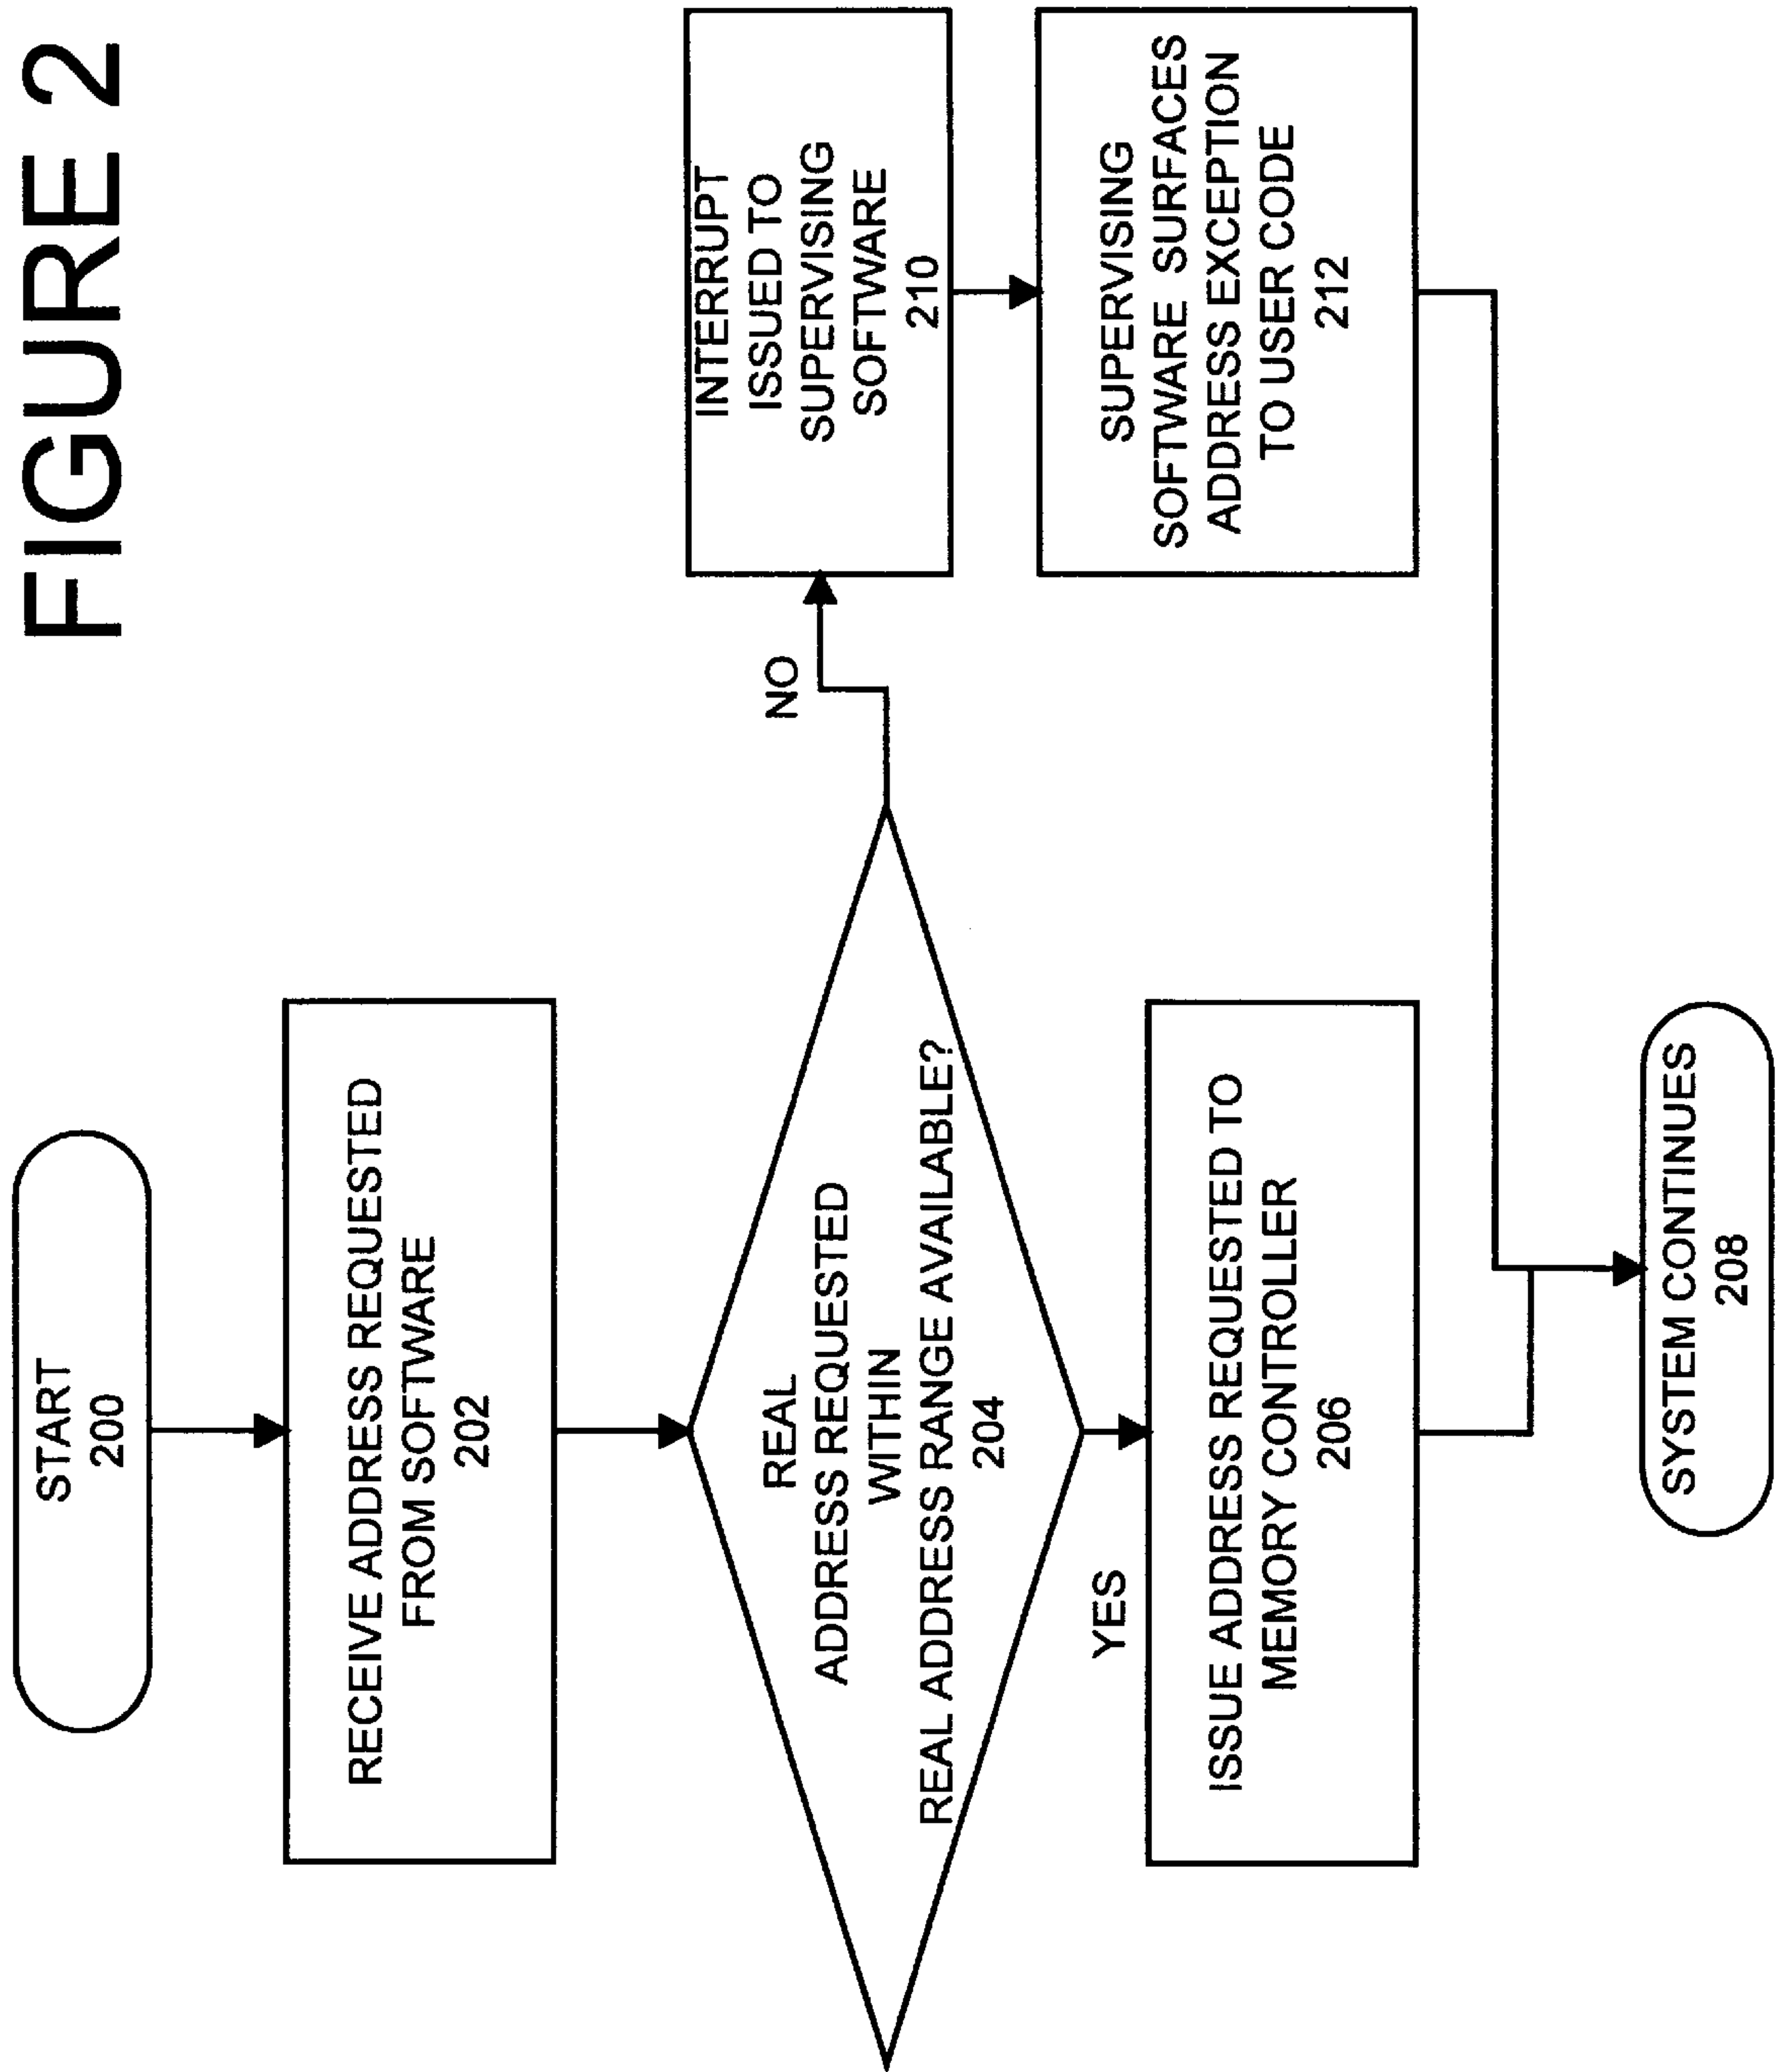 FIGURE 2
START
200
RECEIVE ADDRESS REQUESTED
FROM SOFTWARE
202
REAL
ADDRESS REQUESTED
WITHIN
REAL ADDRESS RANGE AVAILABLE?
204
NO
INTERRUPT
ISSUED TO
SUPERVISING
SOFTWARE
210
SUPERVISING
SOFTWARE SURFACES
ADDRESS EXCEPTION
TO USER CODE
212
YES
ISSUE ADDRESS REQUESTED TO
MEMORY CONTROLLER
206
SYSTEM CONTINUES
208